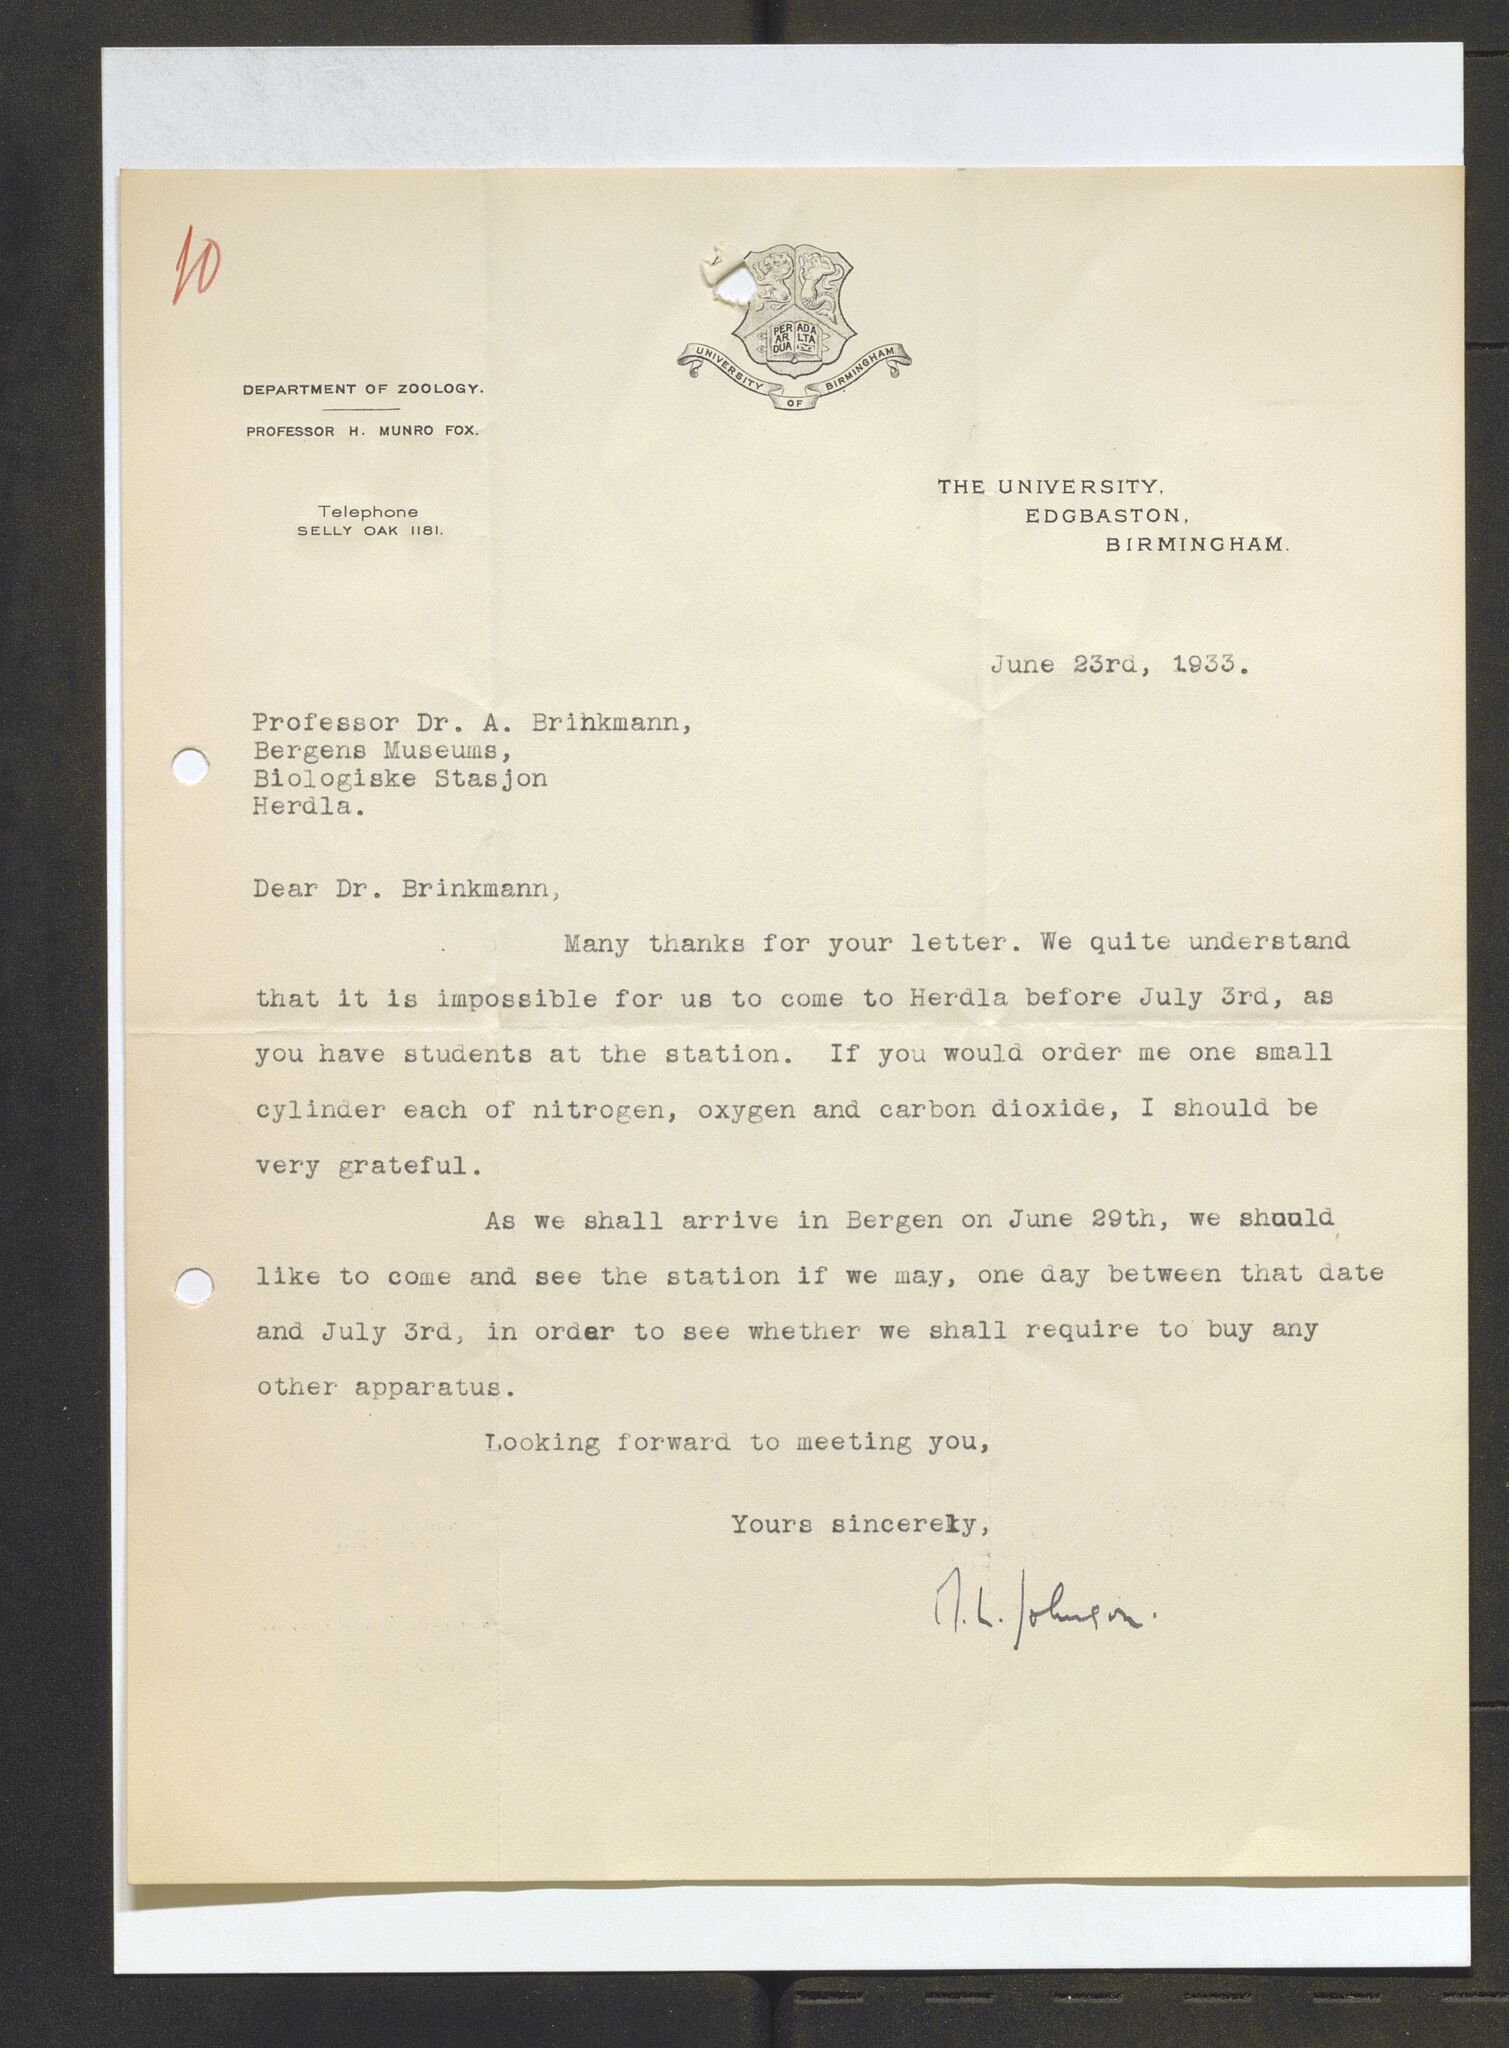 10
PER ADA
AR LTA
DUA
UNIVERSITY OF BIRMINGHAM
DEPARTMENT OF ZOOLOGY.
PROFESSOR H. MUNRO FOX.
Telephone
SELLY OAK 1181.
THE UNIVERSITY,
EDGBASTON,
BIRMINGHAM.
June 23rd, 1933.
Professor Dr. A. Brinkmann,
Bergens Museums,
Biologiske Stasjon
Herdla.
Dear Dr. Brinkmann,
Many thanks for your letter. We quite understand
that it is impossible for us to come to Herdla before July 3rd, as
you have students at the station. If you would order me one small
cylinder each of nitrogen, oxygen and carbon dioxide, I should be
very grateful.
As we shall arrive in Bergen on June 29th, we should
like to come and see the station if we may, one day between that date
and July 3rd, in order to see whether we shall require to buy any
other apparatus.
Looking forward to meeting you,
Yours sincerely,
M.L. Johnson.